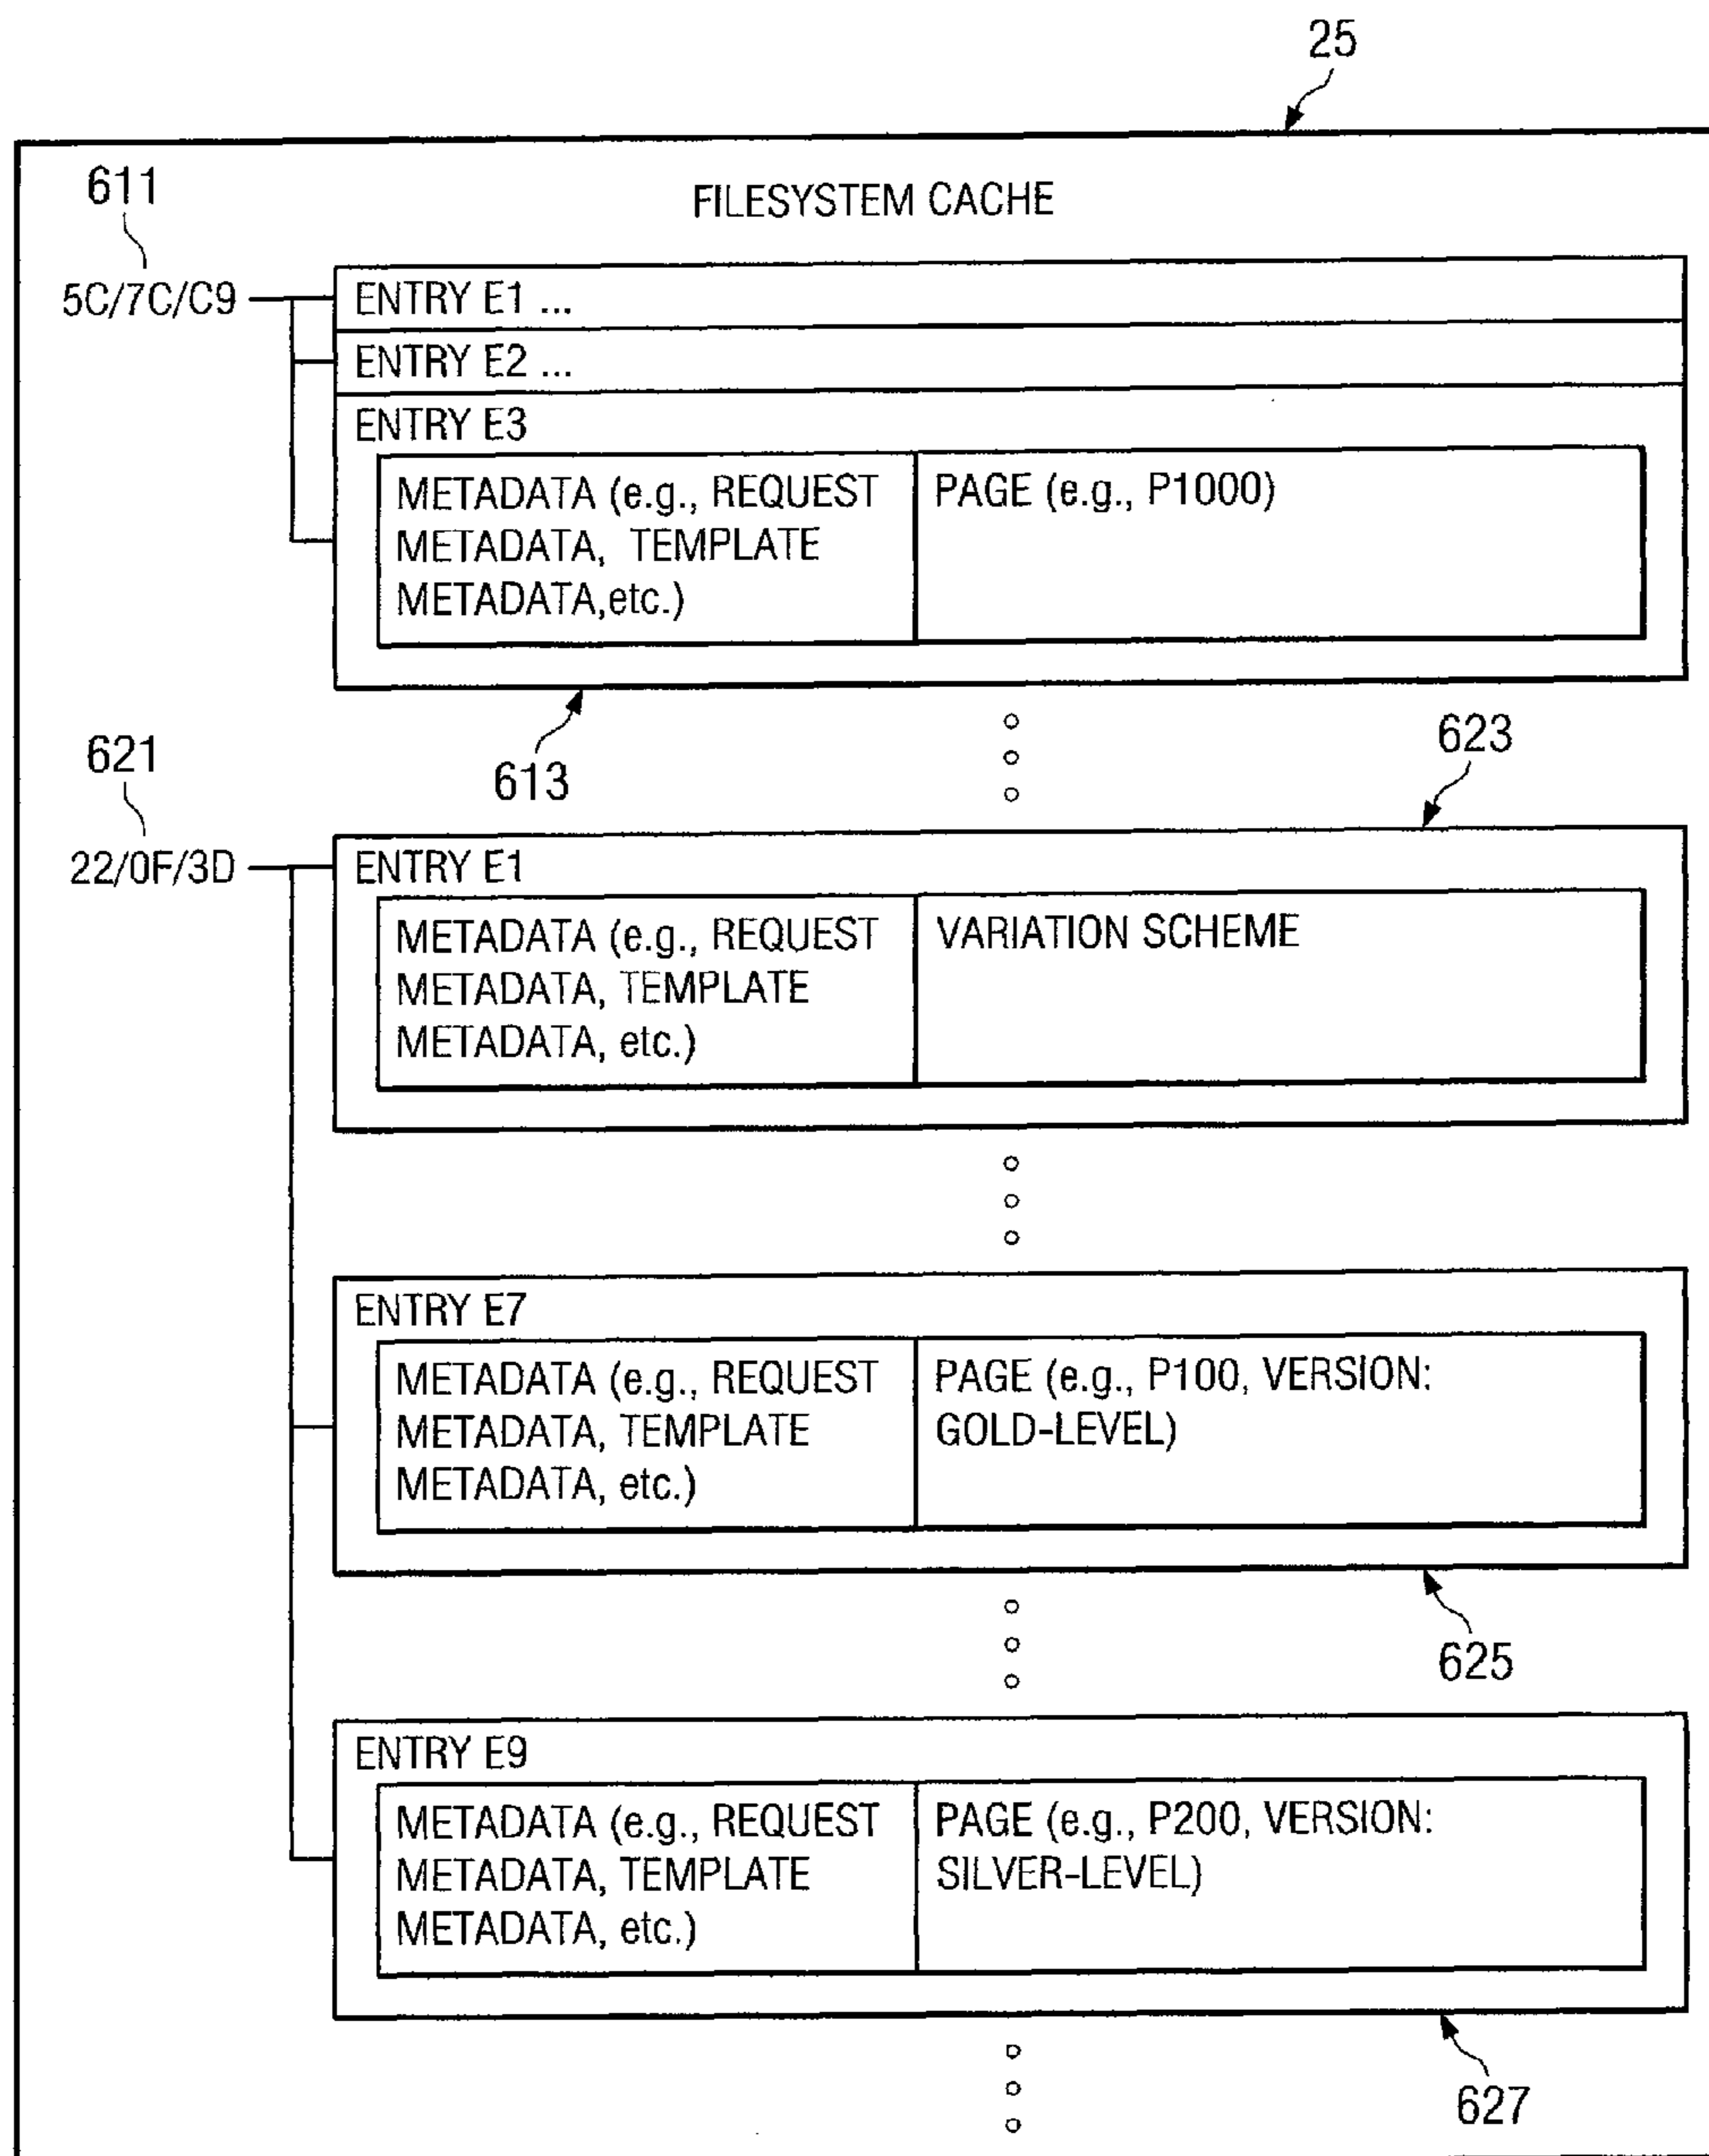 25
611
FILESYSTEM CACHE
5C/7C/C9
ENTRY E1 ...
ENTRY E2 ...
ENTRY E3
METADATA (e.g., REQUEST
METADATA, TEMPLATE
METADATA,etc.)
PAGE (e.g., P1000)
613
623
621
22/0F/3D
ENTRY E1
METADATA (e.g., REQUEST
METADATA, TEMPLATE
METADATA, etc.)
VARIATION SCHEME
ENTRY E7
METADATA (e.g., REQUEST
METADATA, TEMPLATE
METADATA, etc.)
PAGE (e.g., P100, VERSION:
GOLD-LEVEL)
625
ENTRY E9
METADATA (e.g., REQUEST
METADATA, TEMPLATE
METADATA, etc.)
PAGE (e.g., P200, VERSION:
SILVER-LEVEL)
627